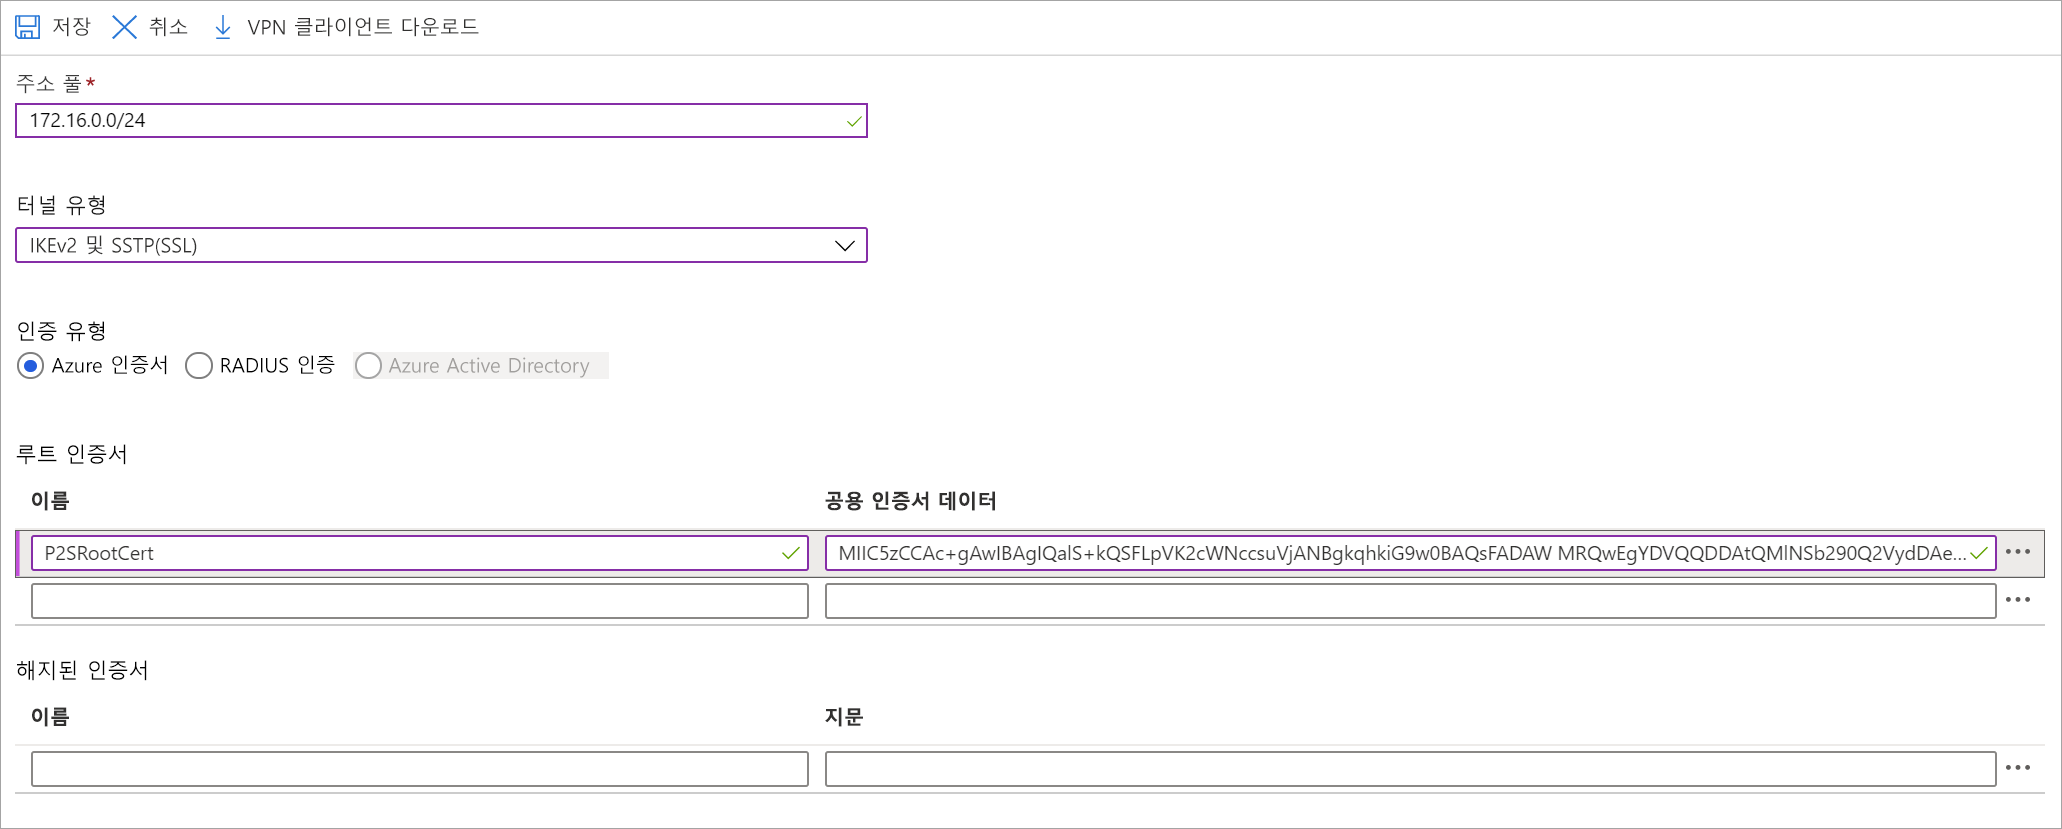 저장 취소 VPN 클라이언트 다운로드
주소 풀*
172.16.0.0/24
터널 유형
IKEv2 및 SSTP(SSL)
인증 유형
Azure 인증서 RADIUS 인증 Azure Active Directory
루트 인증서
이름 공용 인증서 데이터
P2SRootCert MIIC5zCCAc+gAwIBAgIQalS+kQSFLpVK2cWNccsuVjANBgkqhkiG9w0BAQsFADAW MRQwEgYDVQQDDAtQMlNSb290Q2VydDAe...
해지된 인증서
이름 지문